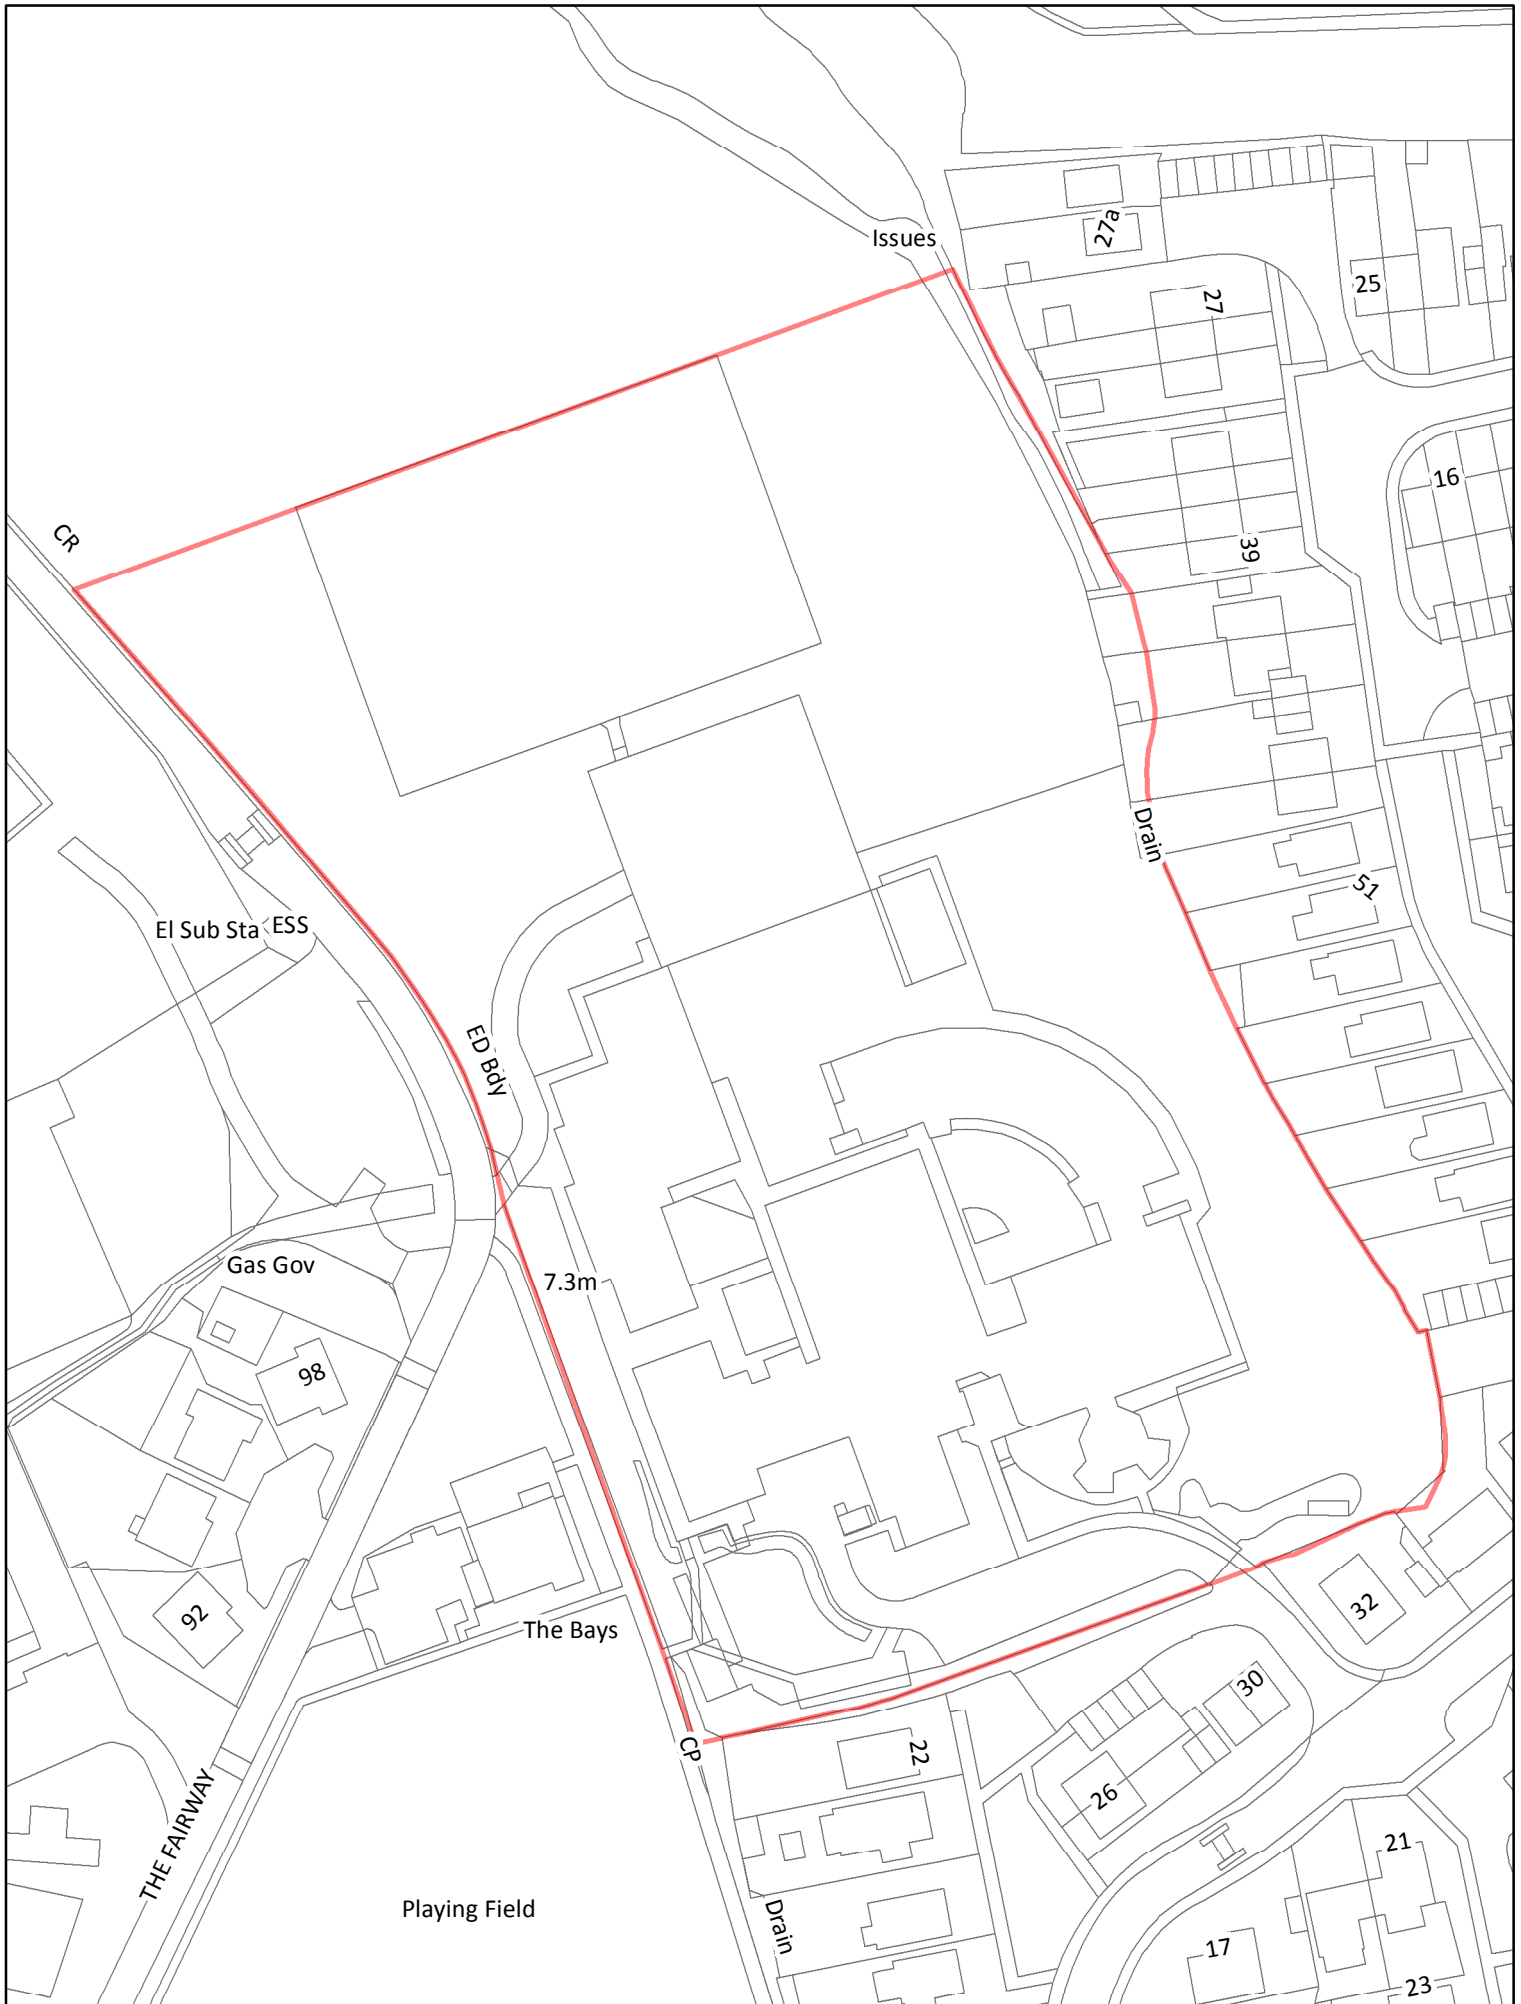 Issues
27a
25
27
16
CR
39
Drain
51
El Sub Sta
ESS
ED Bdy
Gas Gov
7.3m
98
92
The Bays
32
30
CP
22
26
THE FAIRWAY
21
Playing Field
Drain
17
23